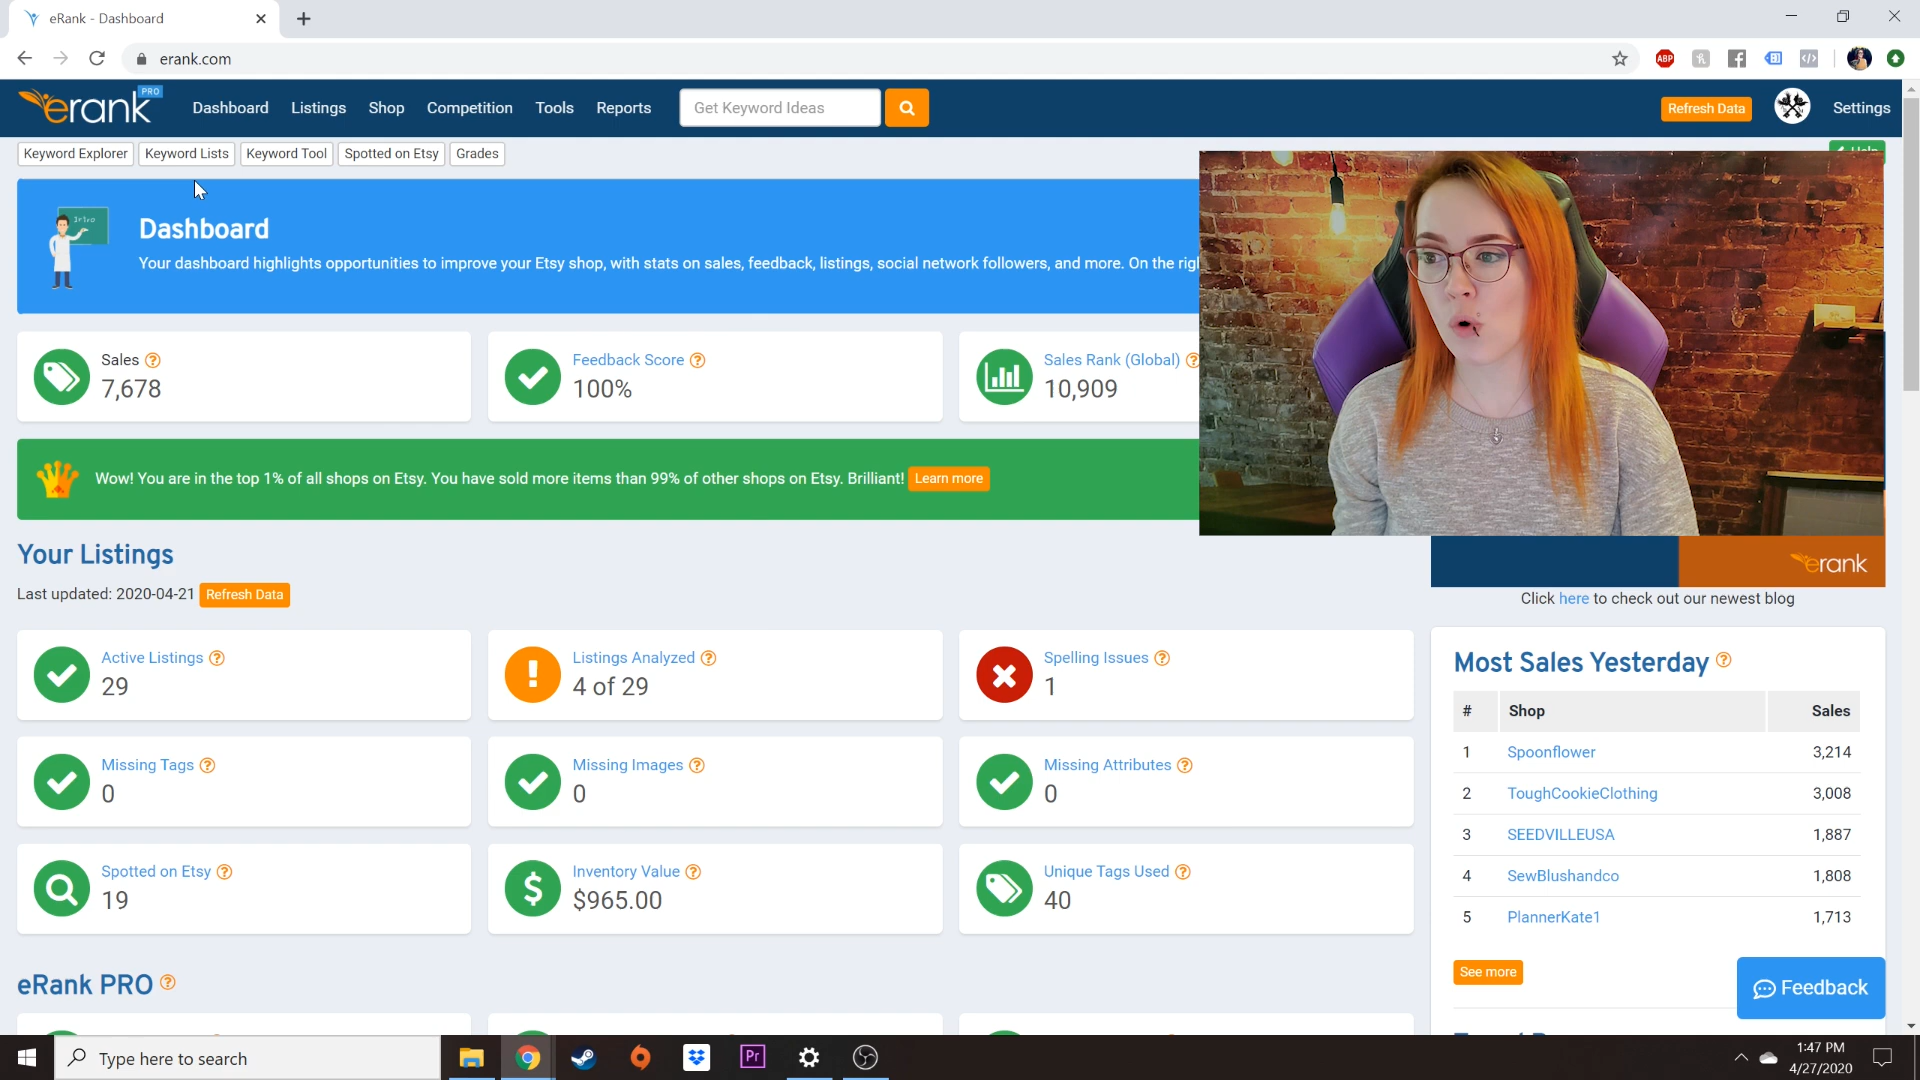 eRank - Dashboard
erank.com
ABP
erank PRO
Dashboard Listings Shop Competition Tools Reports Get Keyword Ideas Refresh Data Settings
Keyword Explorer Keyword Lists Keyword Tool Spotted on Etsy Grades
Intro
Dashboard
Your dashboard highlights opportunities to improve your Etsy shop, with stats on sales, feedback, listings, social network followers, and more. On the
Sales ?
7,678
Feedback Score ?
100%
Sales Rank (Global) ?
10,909
Wow! You are in the top 1% of all shops on Etsy. You have sold more items than 99% of other shops on Etsy. Brilliant! Learn more
Your Listings
Last updated: 2020-04-21 Refresh Data
erank
Click here to check out our newest blog
Active Listings ?
29
Listings Analyzed ?
4 of 29
Spelling Issues ?
1
Missing Tags ?
0
Missing Images ?
0
Missing Attributes ?
0
Spotted on Etsy ?
19
Inventory Value ?
$965.00
Unique Tags Used ?
40
Most Sales Yesterday ?
# Shop Sales
1 Spoonflower 3,214
2 ToughCookieClothing 3,008
3 SEEDVILLEUSA 1,887
4 SewBlushandco 1,808
5 PlannerKate1 1,713
See more
Feedback
eRank PRO ?
Type here to search
Pr
1:47 PM
4/27/2020